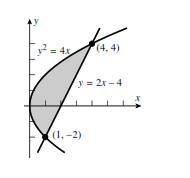 y
y² = 4x
(4, 4)
y = 2x − 4
x
(1, −2)